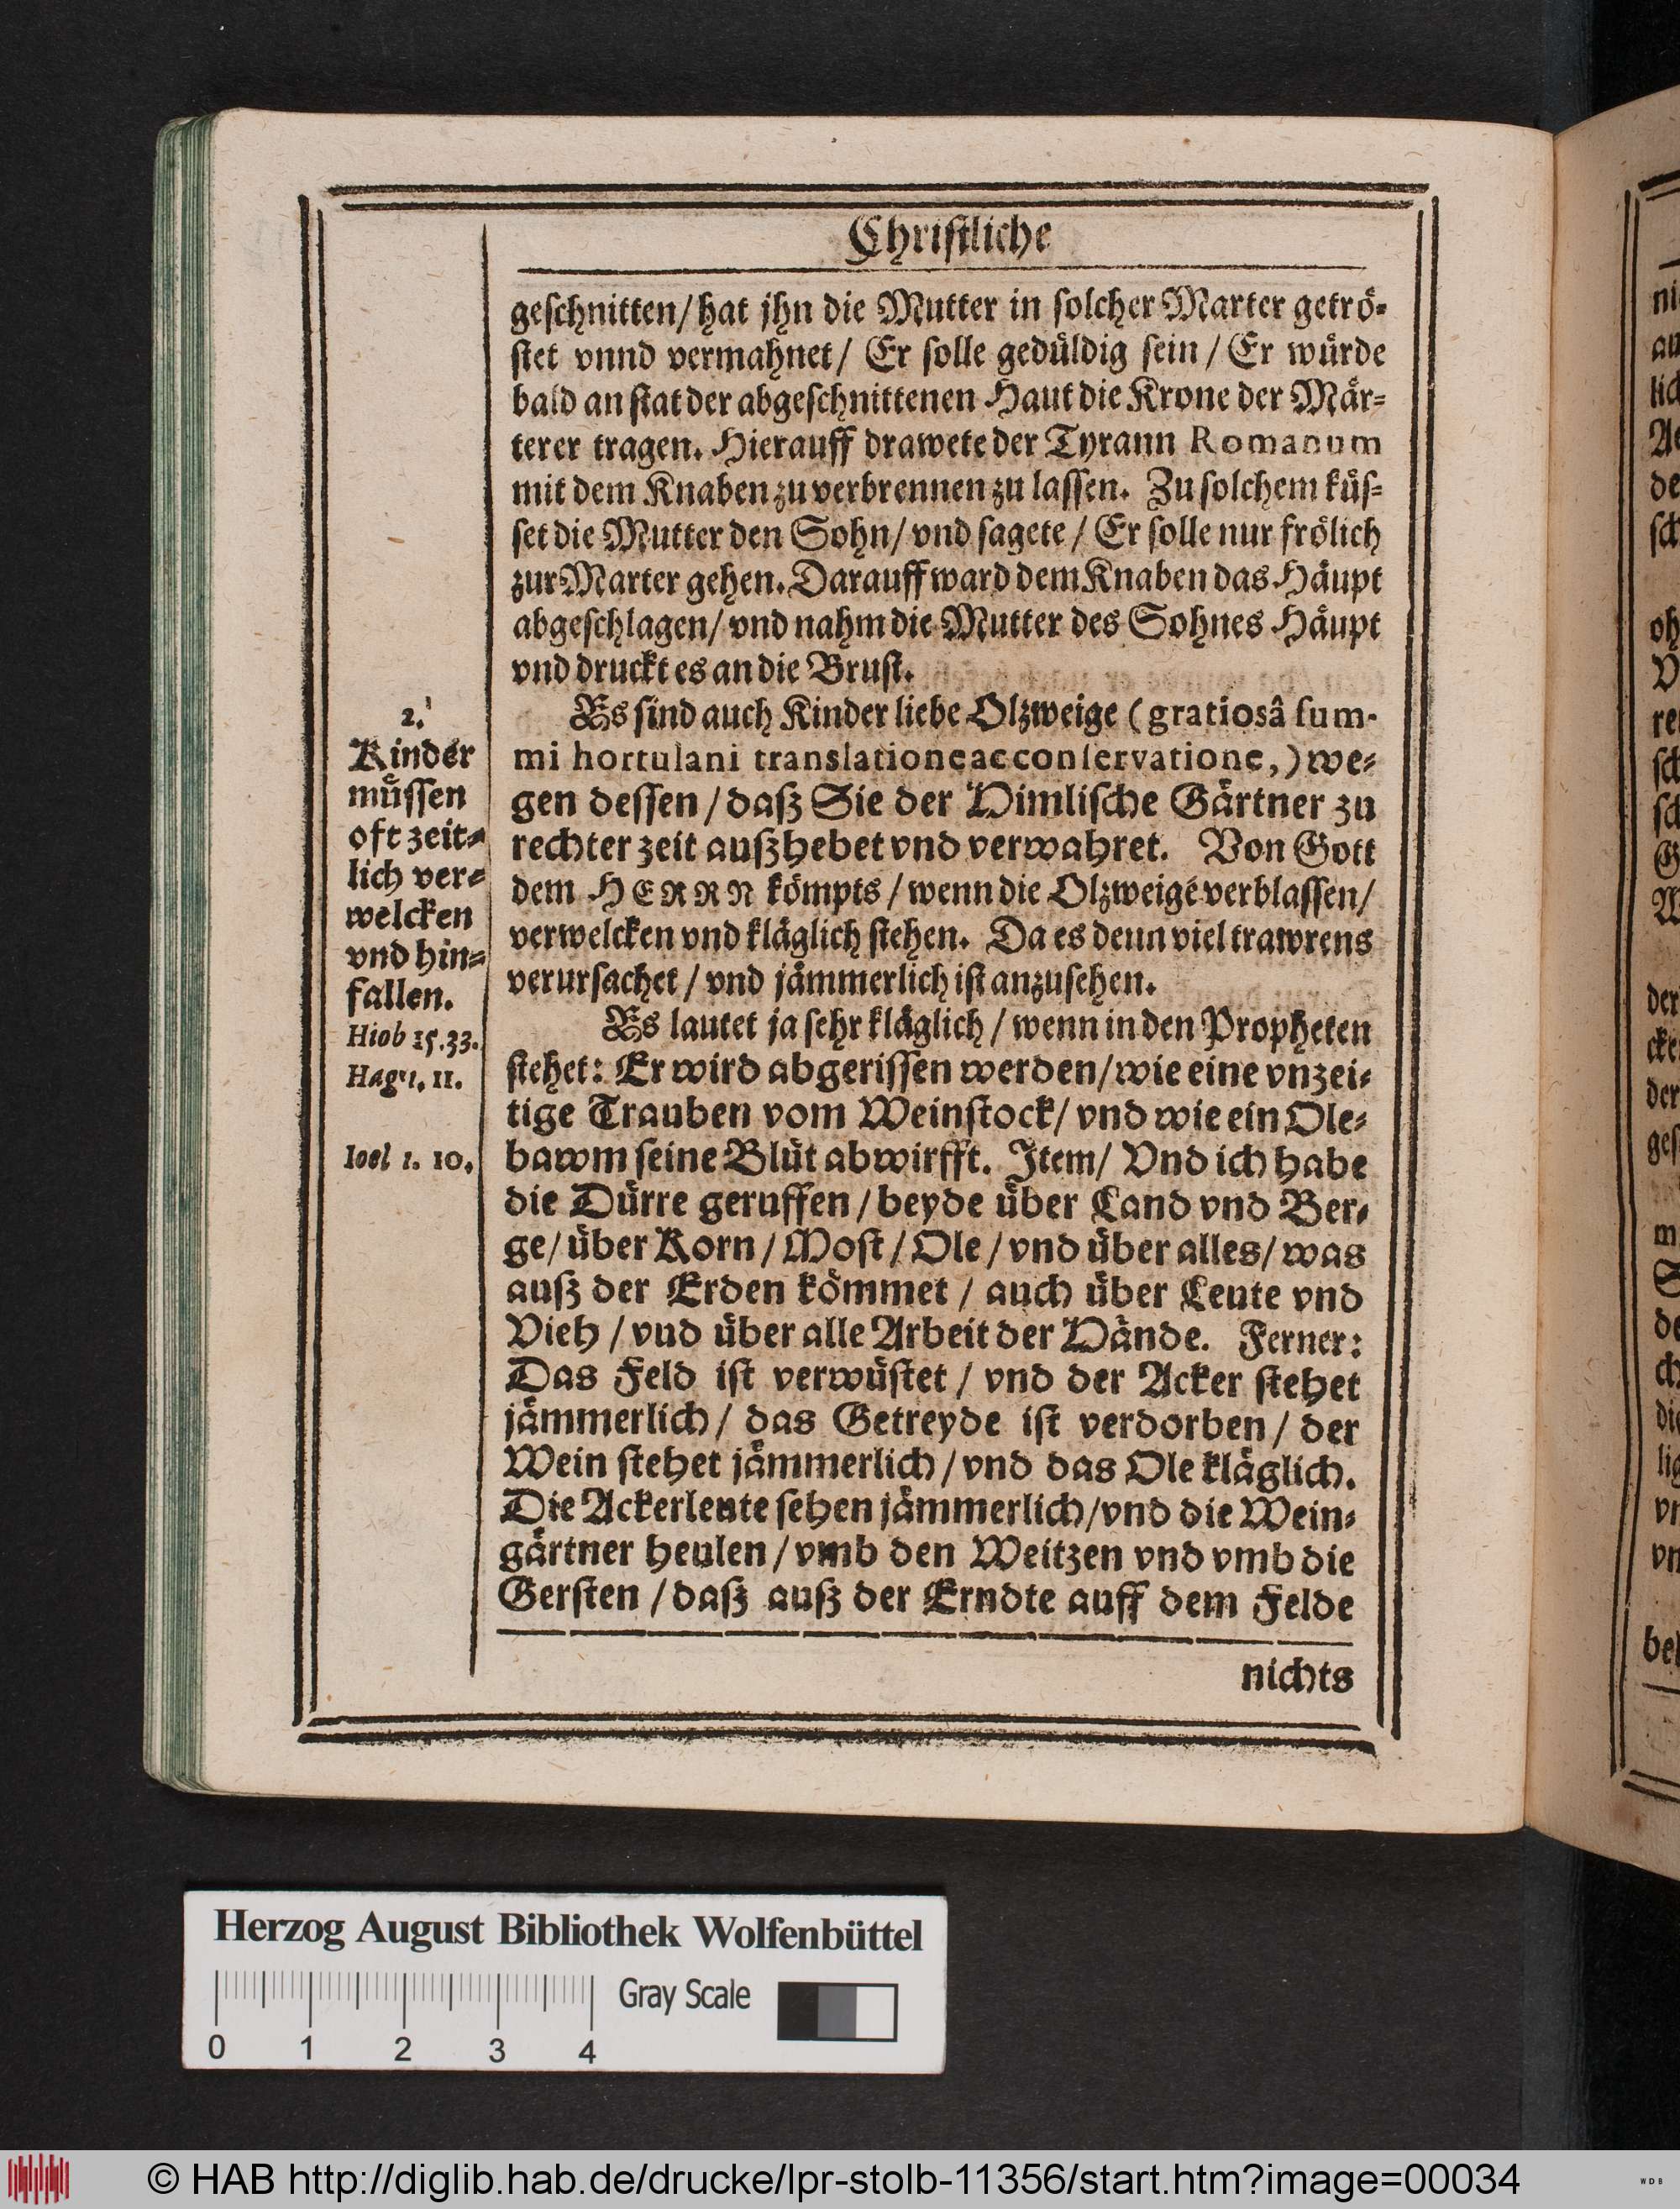 Chriſtliche
geſchnitten/ hat jhn die Mutter in ſolcher Marter getrö-
ſtet vnnd vermahnet/ Er ſolle gedüldig ſein / Er würde
bald an ſtat der abgeſchnittenen Haut die Krone der Mär-
terer tragen. Hierauff drawete der Tyrann Romanum
mit dem Knaben zu verbrennen zu laſſen. Zu ſolchem küſ-
ſet die Mutter den Sohn/ vnd ſagete / Er ſolle nur frölich
zur Marter gehen. Darauff ward dem Knaben das Häupt
abgeſchlagen/ vnd nahm die Mutter des Sohnes Häupt
vnd druckt es an die Bruſt.
2.
Kinder
müſſen
oft zeit-
lich ver-
welcken
vnd hin-
fallen.
Hiob 15.33.
Hag. 1. 11.
Ioel 1. 10.
Es ſind auch Kinder liebe Olzweige ( gratiosâ ſum-
mi hortulani translatione ac conſervatione, ) we-
gen deſſen / daſz Sie der Himliſche Gärtner zu
rechter zeit auſzhebet vnd verwahret. Von Gott
dem HERRN kömpts / wenn die Olzweige verblaſſen/
verwelcken vnd kläglich ſtehen. Da es denn viel trawrens
verurſachet / vnd jämmerlich iſt anzuſehen.
Es lautet ja ſehr kläglich / wenn in den Propheten
ſtehet: Er wird abgeriſſen werden/ wie eine vnzei-
tige Trauben vom Weinſtock/ vnd wie ein Ole-
bawm ſeine Blüt abwirfft. Item/ Vnd ich habe
die Dürre geruffen / beyde über Land vnd Ber-
ge/ über Korn / Moſt / Ole / vnd über alles/ was
auſz der Erden kömmet / auch über Leute vnd
Vieh / vnd über alle Arbeit der Hände. Ferner:
Das Feld iſt verwüſtet / vnd der Acker ſtehet
jämmerlich / das Getreyde iſt verdorben / der
Wein ſtehet jämmerlich / vnd das Ole kläglich.
Die Ackerleute ſehen jämmerlich/ vnd die Wein-
gärtner heulen / vmb den Weitzen vnd vmb die
Gerſten / daſz auſz der Erndte auff dem Felde
nichts
Herzog August Bibliothek Wolfenbüttel
Gray Scale
0 1 2 3 4
© HAB http://diglib.hab.de/drucke/lpr-stolb-11356/start.htm?image=00034
WDB